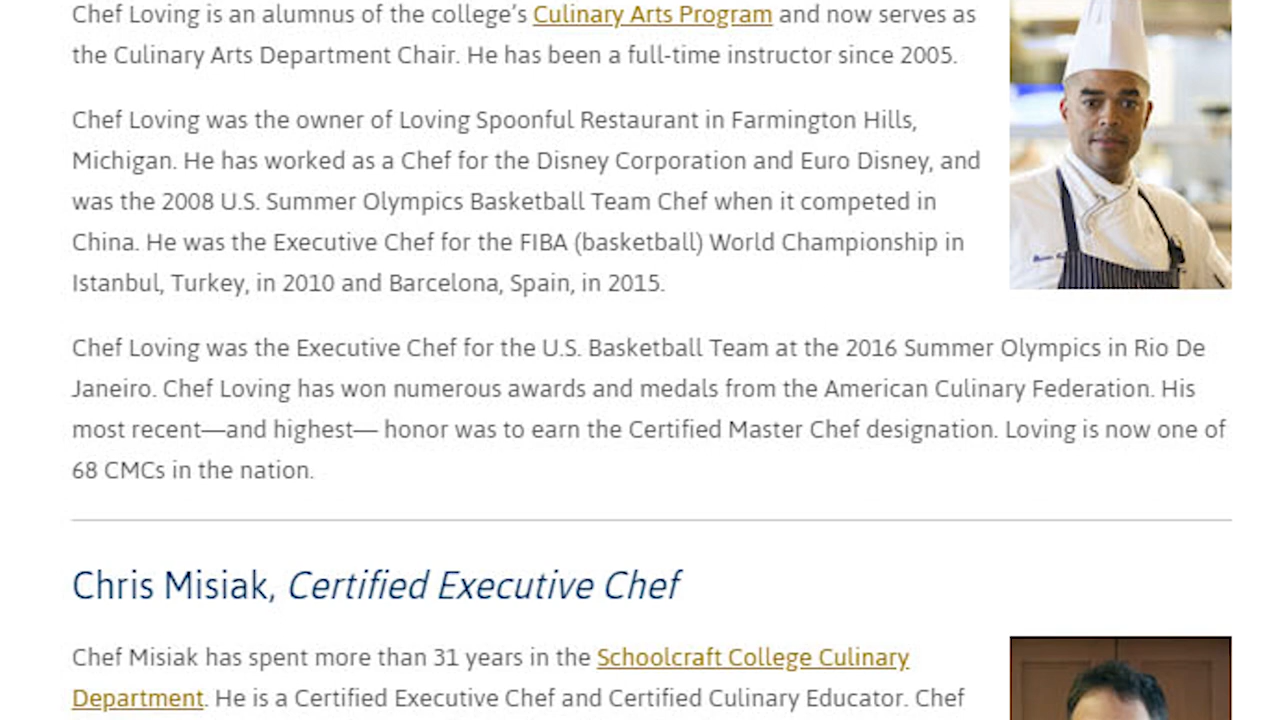 Chef Loving is an alumnus of the college’s Culinary Arts Program and now serves as
the Culinary Arts Department Chair. He has been a full-time instructor since 2005.
Chef Loving was the owner of Loving Spoonful Restaurant in Farmington Hills,
Michigan. He has worked as a Chef for the Disney Corporation and Euro Disney, and
was the 2008 U.S. Summer Olympics Basketball Team Chef when it competed in
China. He was the Executive Chef for the FIBA (basketball) World Championship in
Istanbul, Turkey, in 2010 and Barcelona, Spain, in 2015.
Chef Loving was the Executive Chef for the U.S. Basketball Team at the 2016 Summer Olympics in Rio De
Janeiro. Chef Loving has won numerous awards and medals from the American Culinary Federation. His
most recent—and highest— honor was to earn the Certified Master Chef designation. Loving is now one of
68 CMCs in the nation.
Chris Misiak, Certified Executive Chef
Chef Misiak has spent more than 31 years in the Schoolcraft College Culinary
Department. He is a Certified Executive Chef and Certified Culinary Educator. Chef